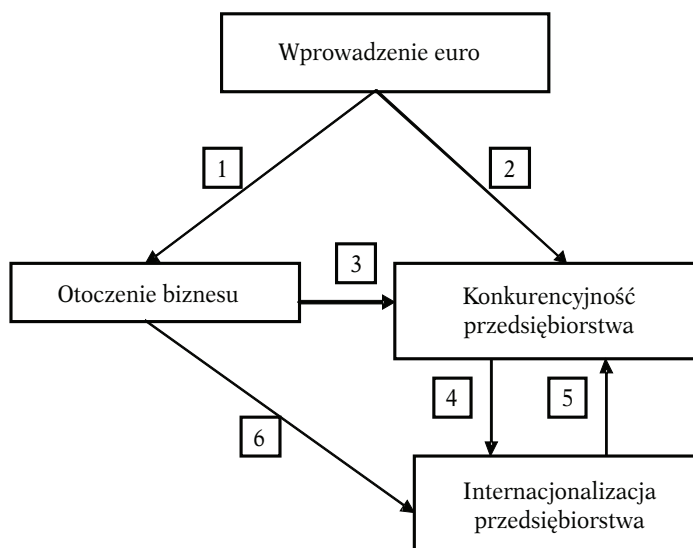 Wprowadzenie euro
1
2
3
Otoczenie biznesu
Konkurencyjność
przedsiębiorstwa
4
5
6
Internacjonalizacja
przedsiębiorstwa